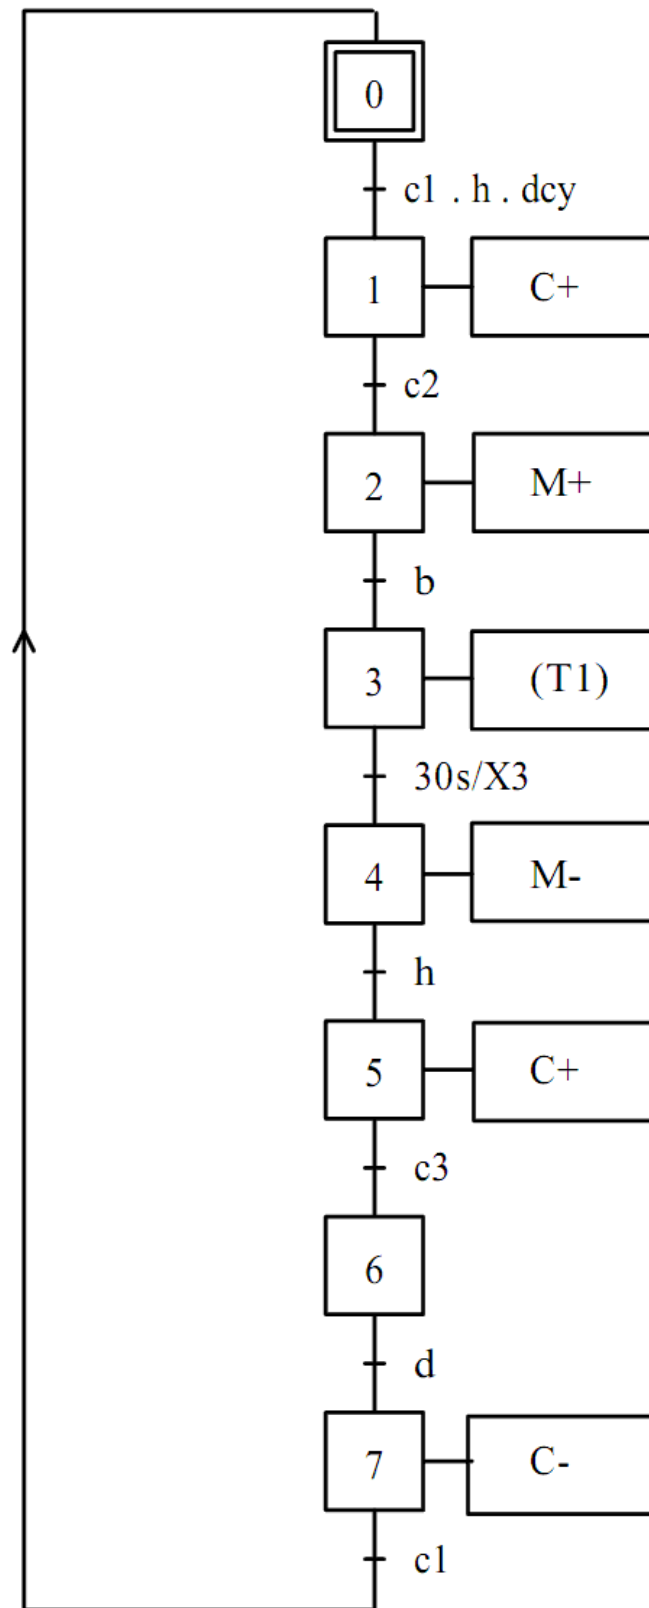 0
c1 . h . dcy
1 C+
c2
2 M+
b
3 (T1)
30s/X3
4 M-
h
5 C+
c3
6
d
7 C-
c1